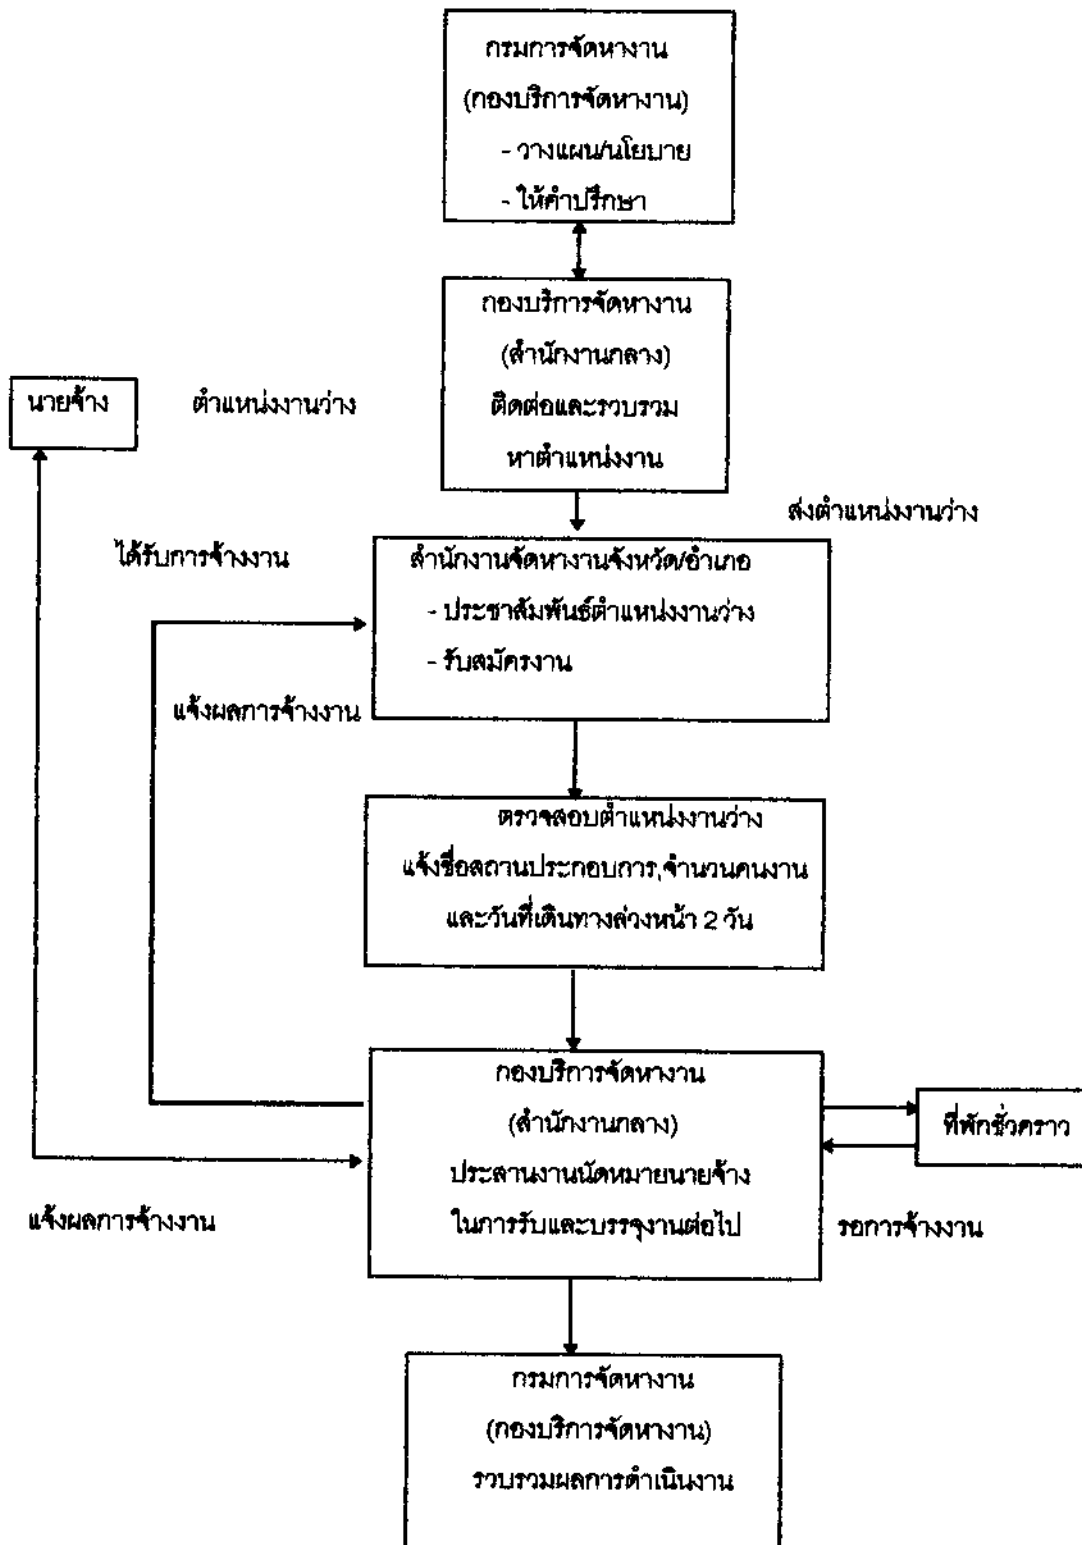 กรมการจัดหางาน
(กองบริการจัดหางาน)
- วางแผน/นโยบาย
- ให้คำปรึกษา
กองบริการจัดหางาน
(สำนักงานกลาง)
ติดต่อและรวบรวม
หาตำแหน่งงาน
นายจ้าง
ตำแหน่งงานว่าง
ส่งตำแหน่งงานว่าง
ได้รับการจ้างงาน
สำนักงานจัดหางานจังหวัด/อำเภอ
- ประชาสัมพันธ์ตำแหน่งงานว่าง
- รับสมัครงาน
แจ้งผลการจ้างงาน
ตรวจสอบตำแหน่งงานว่าง
แจ้งชื่อสถานประกอบการ,จำนวนคนงาน
และวันที่เดินทางล่วงหน้า 2 วัน
กองบริการจัดหางาน
(สำนักงานกลาง)
ประสานงานนัดหมายนายจ้าง
ในการรับและบรรจุงานต่อไป
ที่พักชั่วคราว
แจ้งผลการจ้างงาน
รอการจ้างงาน
กรมการจัดหางาน
(กองบริการจัดหางาน)
รวบรวมผลการดำเนินงาน